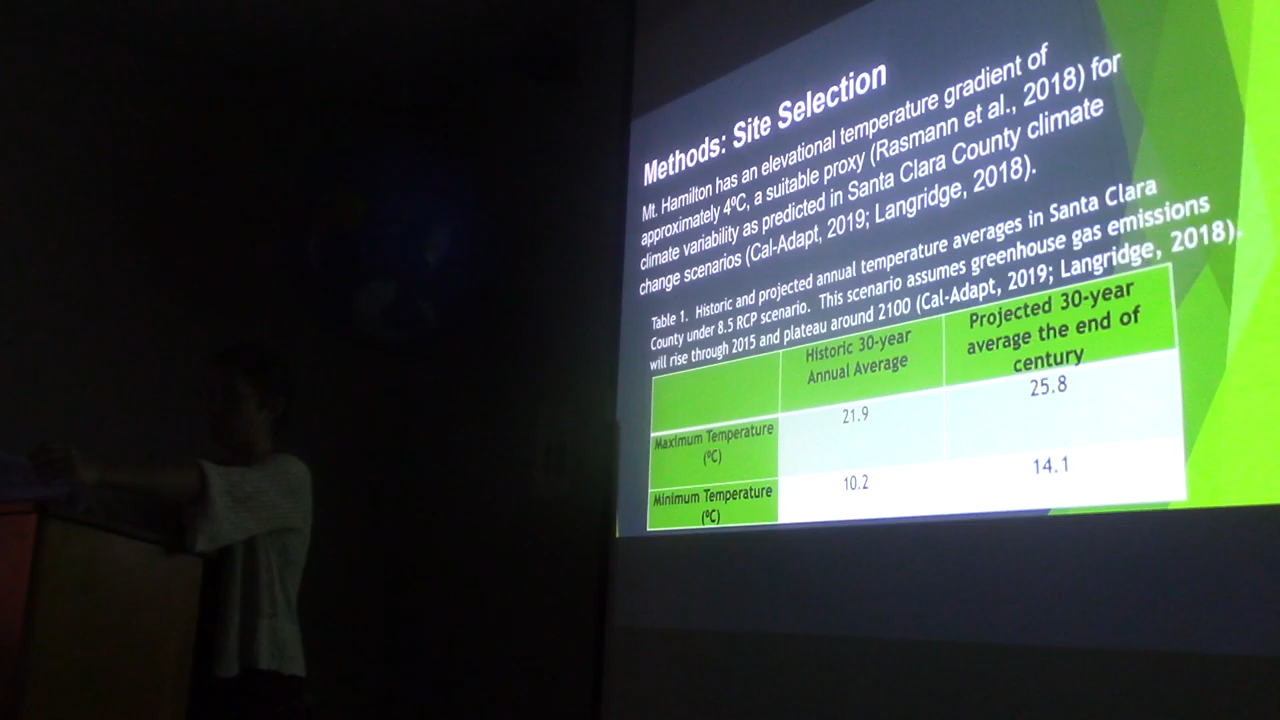 Methods: Site Selection
Mt. Hamilton has an elevational temperature gradient of
approximately 4ºC, a suitable proxy (Rasmann et al., 2018) for
climate variability as predicted in Santa Clara County climate
change scenarios (Cal-Adapt, 2019; Langridge, 2018).
Table 1. Historic and projected annual temperature averages in Santa Clara
County under 8.5 RCP scenario. This scenario assumes greenhouse gas emissions
will rise through 2015 and plateau around 2100 (Cal-Adapt, 2019; Langridge, 2018).
Historic 30-year
Annual Average
Projected 30-year
average the end of
century
Maximum Temperature
(ºC)
21.9
25.8
Minimum Temperature
(ºC)
10.2
14.1